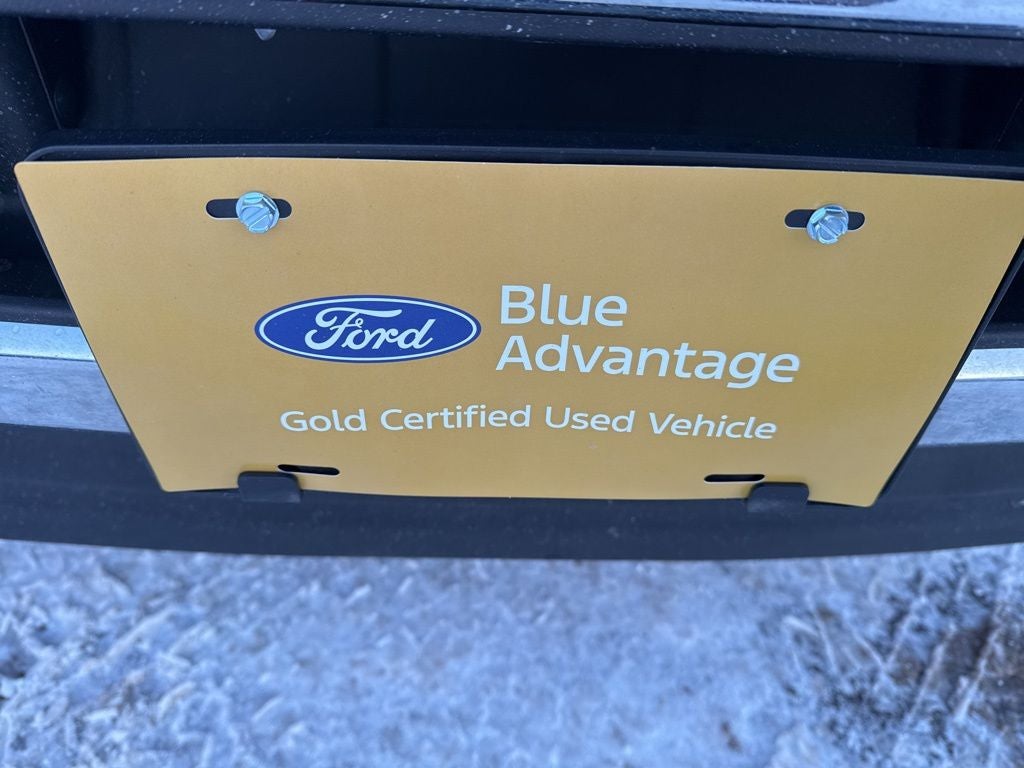 Ford
Blue
Advantage
Gold Certified Used Vehicle